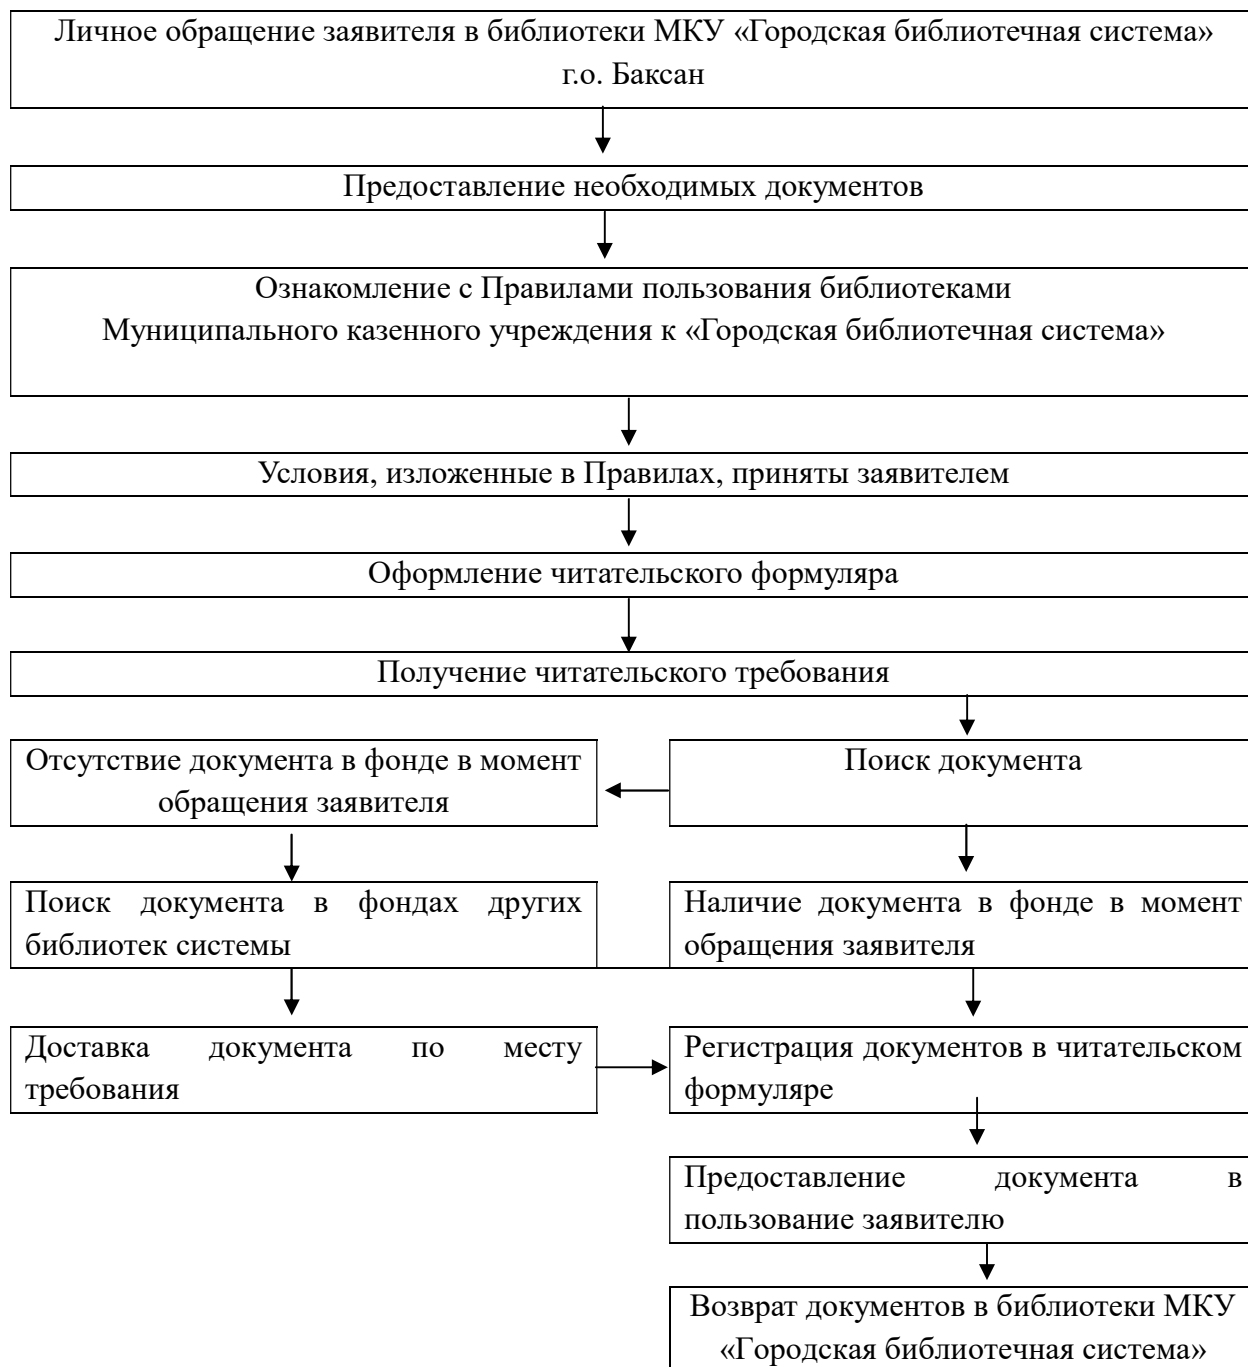 Личное обращение заявителя в библиотеки МКУ «Городская библиотечная система»
г.о. Баксан
Предоставление необходимых документов
Ознакомление с Правилами пользования библиотеками
Муниципального казенного учреждения к «Городская библиотечная система»
Условия, изложенные в Правилах, приняты заявителем
Оформление читательского формуляра
Получение читательского требования
Отсутствие документа в фонде в момент
обращения заявителя
Поиск документа
Поиск документа в фондах других
библиотек системы
Наличие документа в фонде в момент
обращения заявителя
Доставка документа по месту
требования
Регистрация документов в читательском
формуляре
Предоставление документа в
пользование заявителю
Возврат документов в библиотеки МКУ
«Городская библиотечная система»